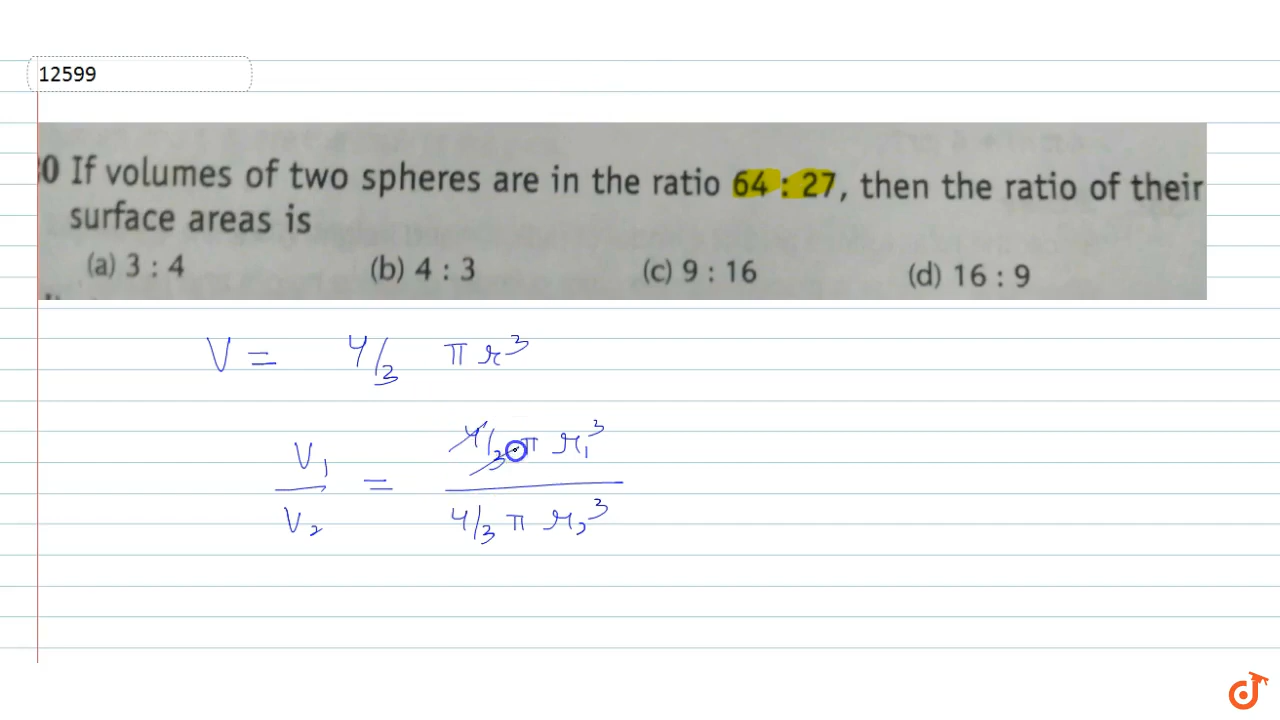 12599
0 If volumes of two spheres are in the ratio 64 : 27, then the ratio of their
surface areas is
(a) 3 : 4 (b) 4 : 3 (c) 9 : 16 (d) 16 : 9
V = 4/3 π r³
V₁/V₂ = 4/3 π r₁³ / 4/3 π r₂³